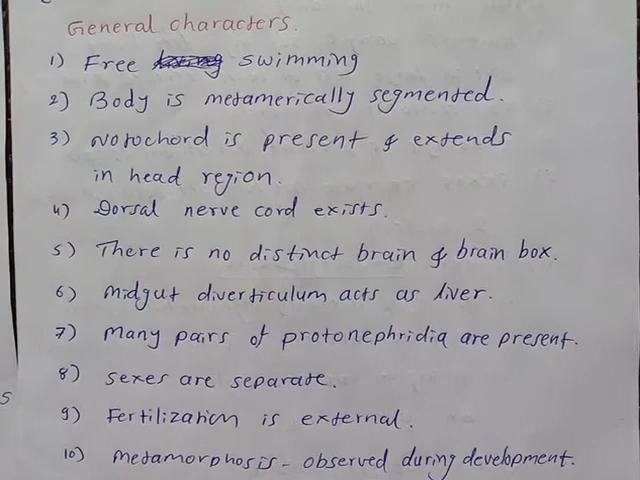 General characters.
1) Free swimming
2) Body is metamerically segmented.
3) Notochord is present & extends
in head region.
4) Dorsal nerve cord exists.
5) There is no distinct brain & brain box.
6) Midgut diverticulum acts as liver.
7) Many pairs of protonephridia are present.
8) Sexes are separate.
9) Fertilization is external.
10) Metamorphosis - observed during development.